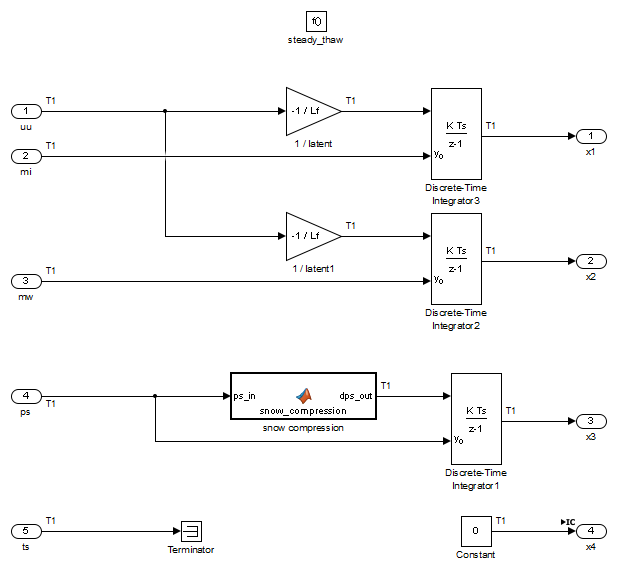 f()
steady_thaw
1
T1
uu
-1 / Lf
T1
1 / latent
K Ts
z-1
yo
T1
Discrete-Time
Integrator3
1
x1
2
T1
mi
-1 / Lf
T1
1 / latent1
K Ts
z-1
yo
T1
Discrete-Time
Integrator2
2
x2
3
T1
mw
4
T1
ps
ps_in
dps_out
snow_compression
snow compression
T1
K Ts
z-1
yo
T1
Discrete-Time
Integrator1
3
x3
5
T1
ts
Terminator
0
T1
Constant
IC
4
x4